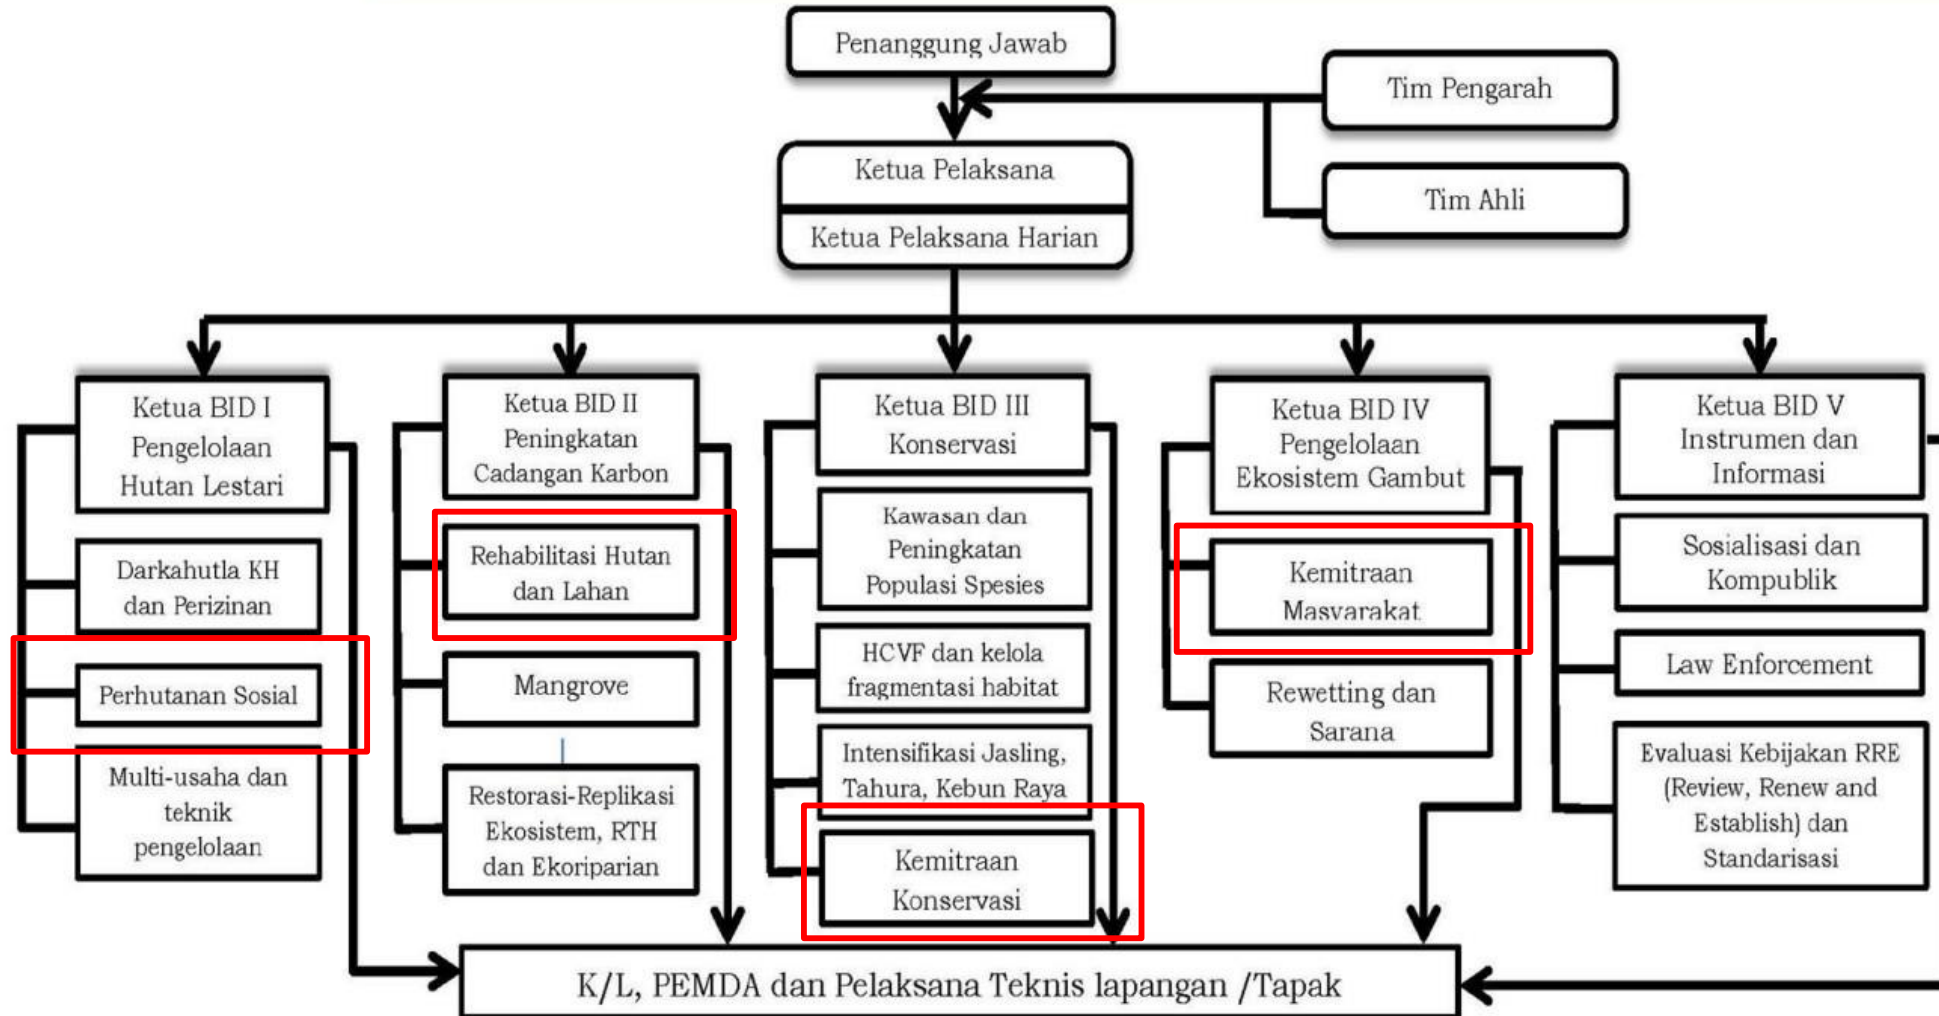 Penanggung Jawab
Tim Pengarah
Ketua Pelaksana
Tim Ahli
Ketua Pelaksana Harian
Ketua BID I
Pengelolaan
Hutan Lestari
Darkahutla KH
dan Perizinan
Perhutanan Sosial
Multi-usaha dan
teknik
pengelolaan
Ketua BID II
Peningkatan
Cadangan Karbon
Rehabilitasi Hutan
dan Lahan
Mangrove
Restorasi-Replikasi
Ekosistem, RTH
dan Ekoriparian
Ketua BID III
Konservasi
Kawasan dan
Peningkatan
Populasi Spesies
HCVF dan kelola
fragmentasi habitat
Intensifikasi Jasling,
Tahura, Kebun Raya
Kemitraan
Konservasi
Ketua BID IV
Pengelolaan
Ekosistem Gambut
Kemitraan
Masyarakat
Rewetting dan
Sarana
Ketua BID V
Instrumen dan
Informasi
Sosialisasi dan
Kompublik
Law Enforcement
Evaluasi Kebijakan RRE
(Review, Renew and
Establish) dan
Standarisasi
K/L, PEMDA dan Pelaksana Teknis lapangan /Tapak